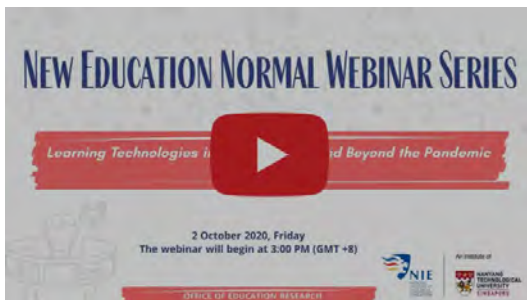 NEW EDUCATION NORMAL WEBINAR SERIES
Learning Technologies in nd Beyond the Pandemic
2 October 2020, Friday
The webinar will begin at 3:00 PM (GMT +8)
NIE
An Institute of
NANYANG
TECHNOLOGICAL
UNIVERSITY
SINGAPORE
OFFICE OF EDUCATION RESEARCH